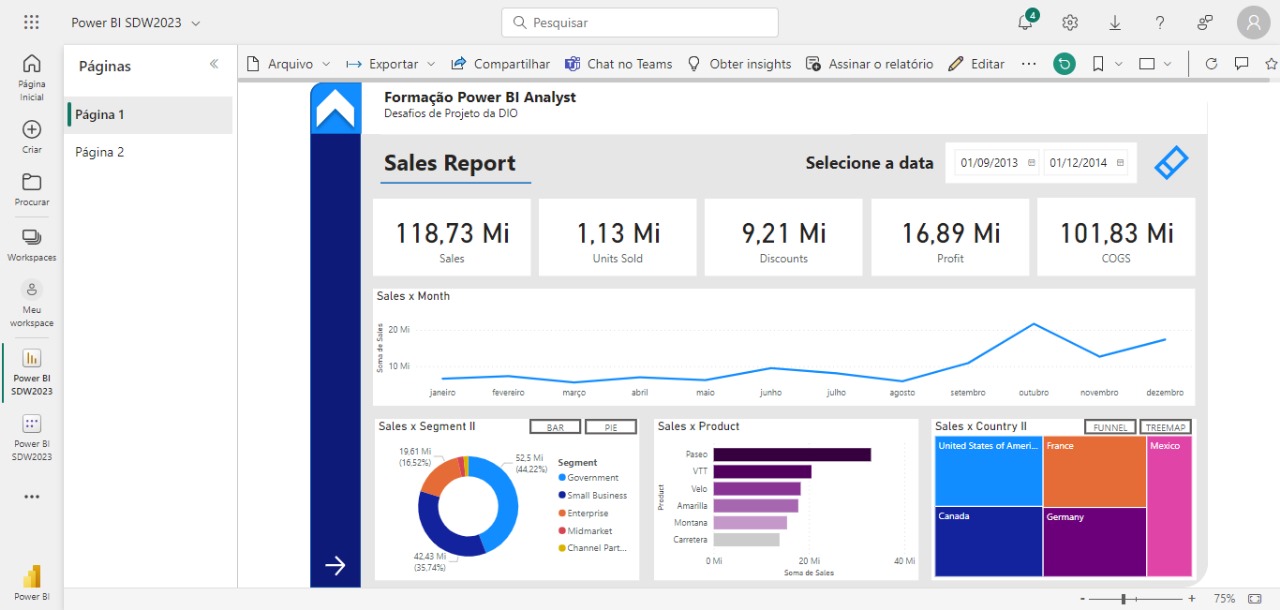 Power BI SDW2023
Pesquisar
4
Páginas
Arquivo
Exportar
Compartilhar
Chat no Teams
Obter insights
Assinar o relatório
Editar
Página Inicial
Criar
Procurar
Workspaces
Meu workspace
Power BI SDW2023
Power BI SDW2023
Power BI
Página 1
Página 2
Formação Power BI Analyst
Desafios de Projeto da DIO
Sales Report
Selecione a data
01/09/2013
01/12/2014
118,73 Mi
Sales
1,13 Mi
Units Sold
9,21 Mi
Discounts
16,89 Mi
Profit
101,83 Mi
COGS
Sales x Month
Soma de Sales
20 Mi
10 Mi
janeiro fevereiro março abril maio junho julho agosto setembro outubro novembro dezembro
Sales x Segment II
BAR
PIE
19,61 Mi
(16,52%)
52,5 Mi
(44,22%)
42,43 Mi
(35,74%)
Segment
Government
Small Business
Enterprise
Midmarket
Channel Part...
Sales x Product
Product
Paseo
VTT
Velo
Amarilla
Montana
Carretera
0 Mi 20 Mi 40 Mi
Soma de Sales
Sales x Country II
FUNNEL
TREEMAP
United States of Ameri...
France
Mexico
Canada
Germany
- + 75%